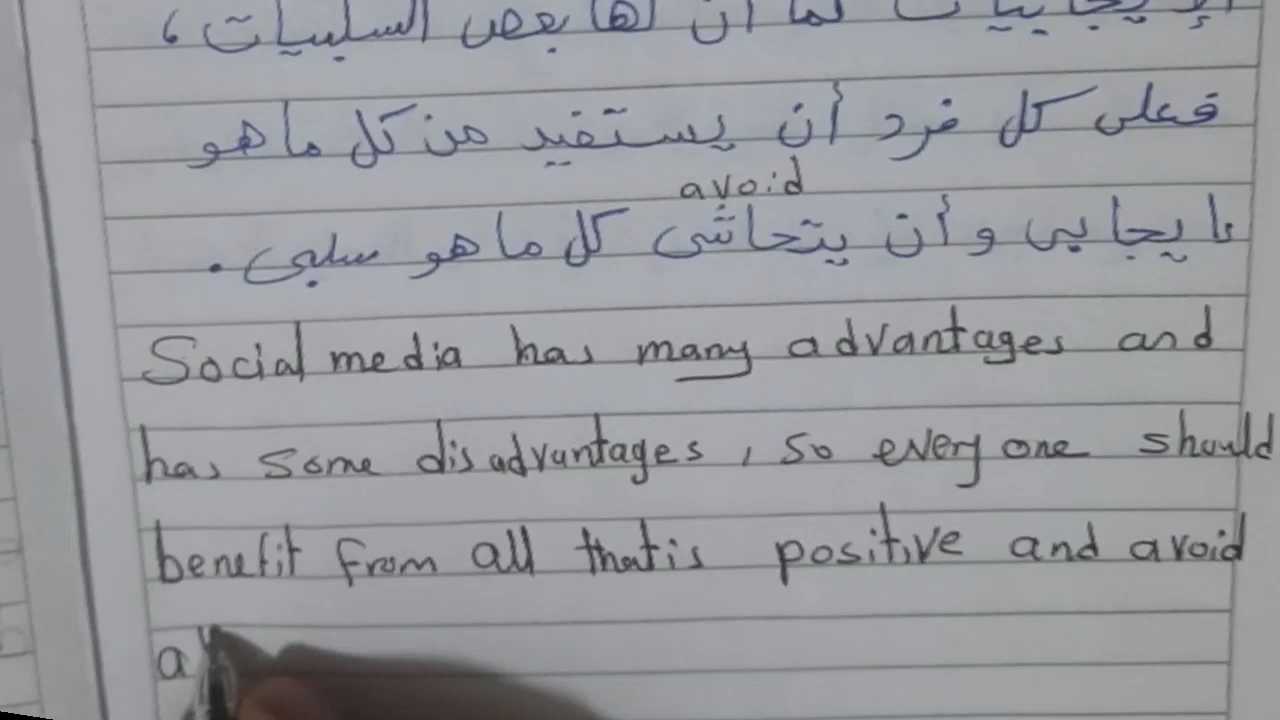 الإيجابيات كما أن لها بعض السلبيات ،
فعلى كل فرد أن يستفيد من كل ما هو
avoid
إيجابي وأن يتحاشى كل ما هو سلبي .
Social media has many advantages and
has some disadvantages, so everyone should
benefit from all that is positive and avoid
a